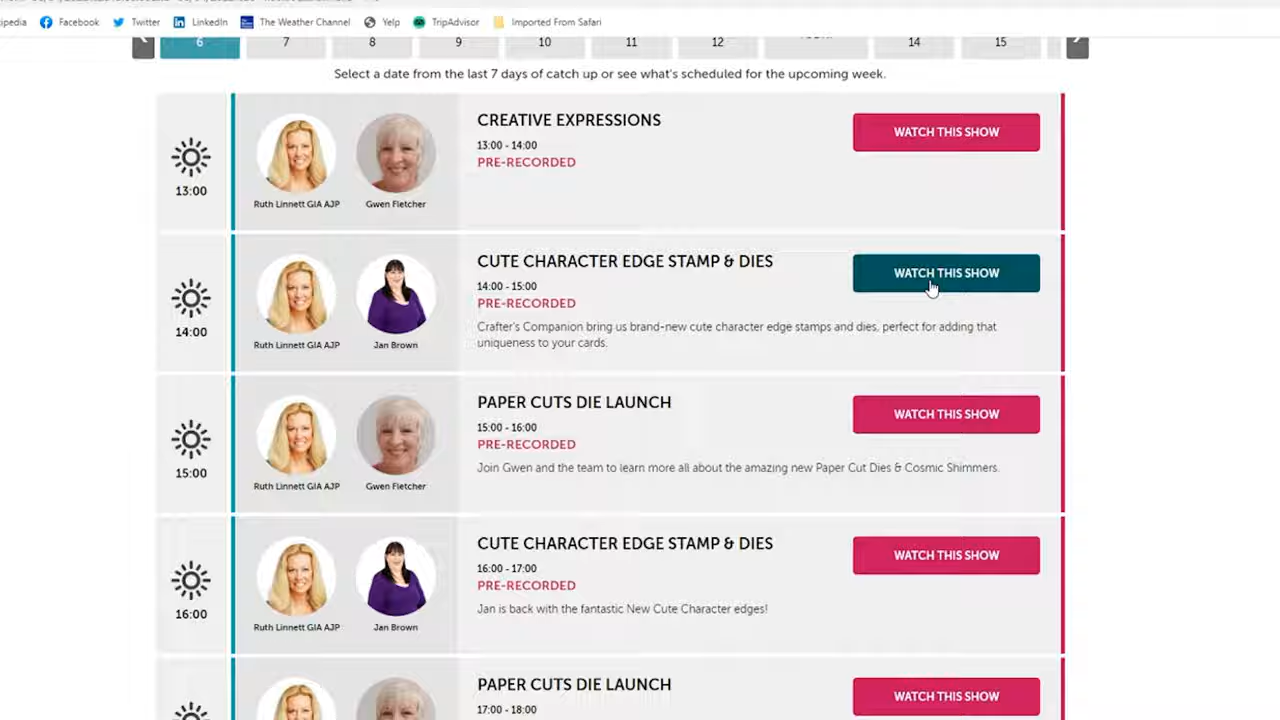 ipedia Facebook Twitter LinkedIn The Weather Channel Yelp TripAdvisor Imported From Safari
6 7 8 9 10 11 12 14 15
Select a date from the last 7 days of catch up or see what's scheduled for the upcoming week.
13:00
Ruth Linnett GIA AJP
Gwen Fletcher
CREATIVE EXPRESSIONS
13:00 - 14:00
PRE-RECORDED
WATCH THIS SHOW
14:00
Ruth Linnett GIA AJP
Jan Brown
CUTE CHARACTER EDGE STAMP & DIES
14:00 - 15:00
PRE-RECORDED
Crafter's Companion bring us brand-new cute character edge stamps and dies, perfect for adding that
uniqueness to your cards.
WATCH THIS SHOW
15:00
Ruth Linnett GIA AJP
Gwen Fletcher
PAPER CUTS DIE LAUNCH
15:00 - 16:00
PRE-RECORDED
Join Gwen and the team to learn more all about the amazing new Paper Cut Dies & Cosmic Shimmers.
WATCH THIS SHOW
16:00
Ruth Linnett GIA AJP
Jan Brown
CUTE CHARACTER EDGE STAMP & DIES
16:00 - 17:00
PRE-RECORDED
Jan is back with the fantastic New Cute Character edges!
WATCH THIS SHOW
PAPER CUTS DIE LAUNCH
17:00 - 18:00
WATCH THIS SHOW